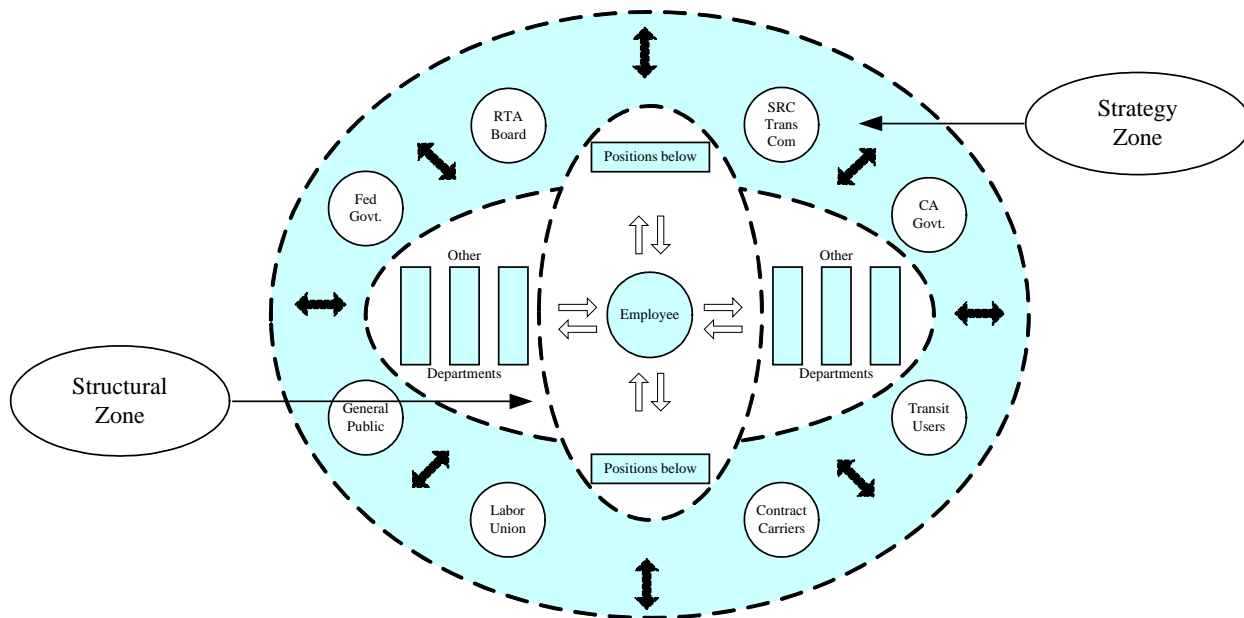 RTA
Board
SRC
Trans
Com
Strategy
Zone
Positions below
Fed
Govt.
CA
Govt.
Other
Other
Employee
Departments
Departments
Structural
Zone
General
Public
Transit
Users
Positions below
Labor
Union
Contract
Carriers